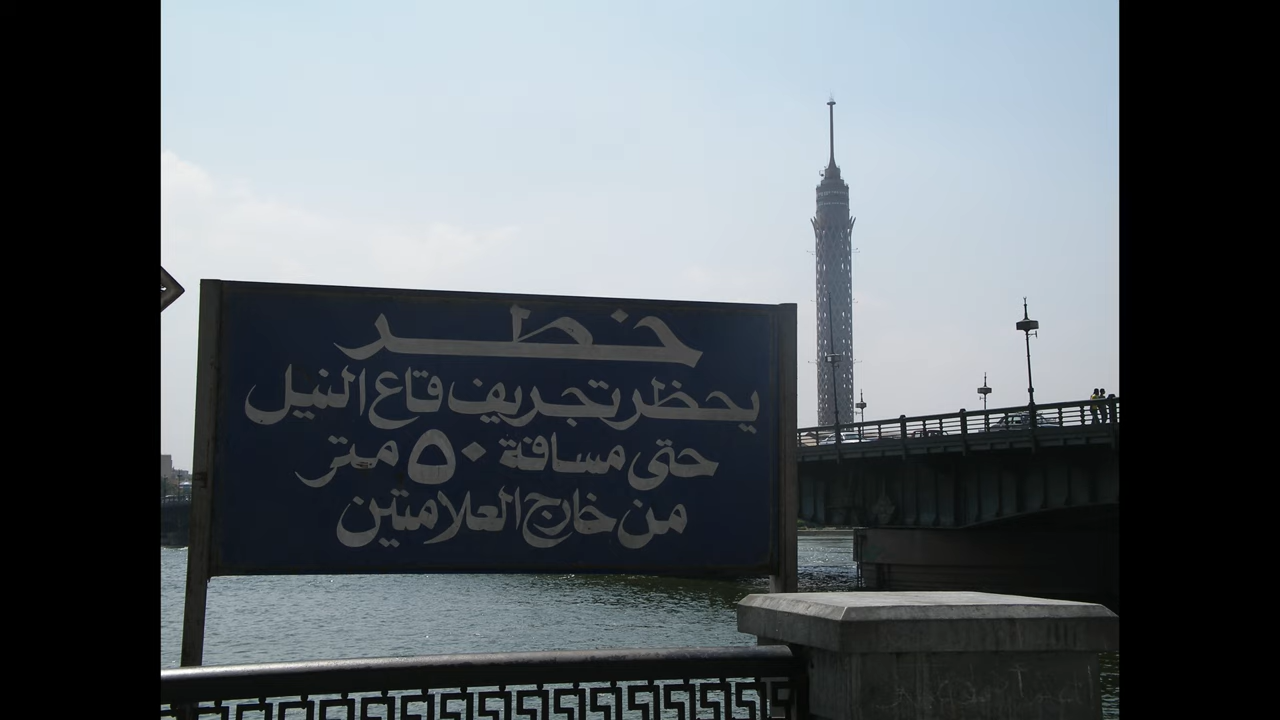 خطر
يحظر تجريف قاع النيل
حتى مسافة ٥٠ متر
من خارج العلامتين